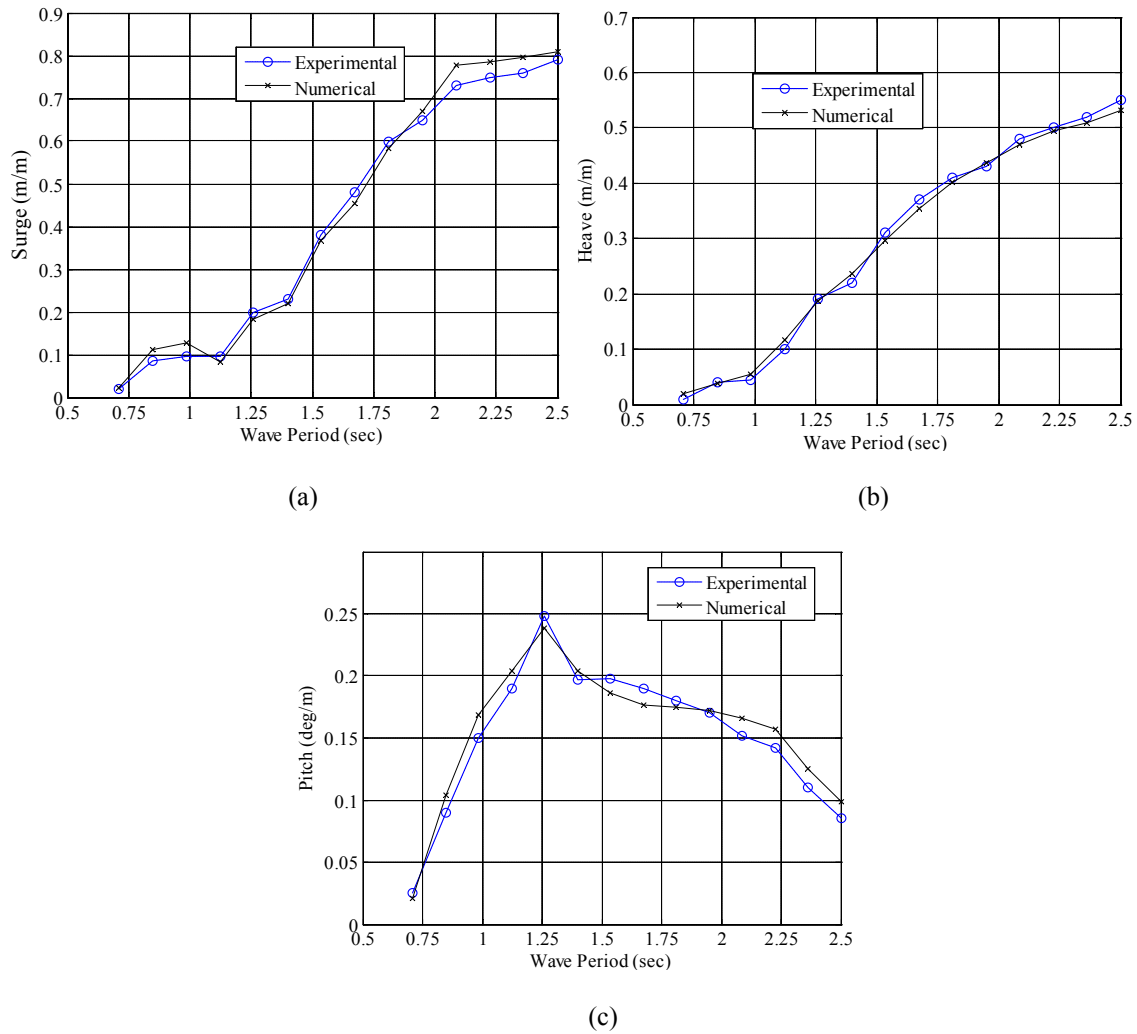 0.9
0.8
0.7
0.6
0.5
0.4
0.3
0.2
0.1
0
Surge (m/m)
Experimental
Numerical
0.5 0.75 1 1.25 1.5 1.75 2 2.25 2.5
Wave Period (sec)
(a)
0.7
0.6
0.5
0.4
0.3
0.2
0.1
0
Heave (m/m)
Experimental
Numerical
0.5 0.75 1 1.25 1.5 1.75 2 2.25 2.5
Wave Period (sec)
(b)
0.25
0.2
0.15
0.1
0.05
0
Pitch (deg/m)
Experimental
Numerical
0.5 0.75 1 1.25 1.5 1.75 2 2.25 2.5
Wave Period (sec)
(c)